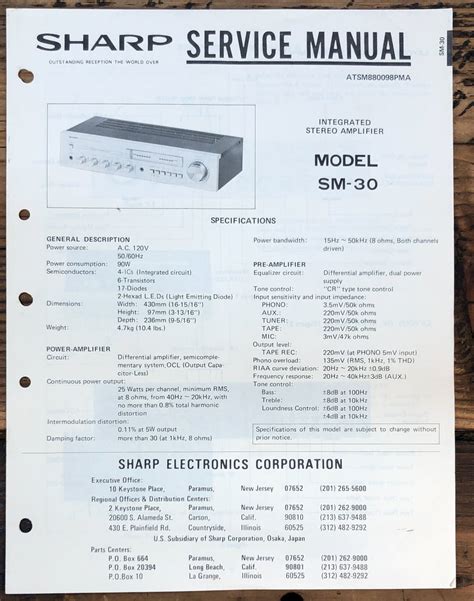 SHARP SERVICE MANUAL
OUTSTANDING RECEPTION THE WORLD OVER
SM-30
ATSM880098PMA
INTEGRATED
STEREO AMPLIFIER
MODEL
SM-30
SPECIFICATIONS
GENERAL DESCRIPTION
Power source: A.C. 120V
50/60Hz
Power consumption: 90W
Semiconductors: 4-ICs (Integrated circuit)
6-Transistors
17-Diodes
2-Hexad L.E.Ds (Light Emitting Diode)
Dimensions: Width: 430mm (16-15/16")
Height: 97mm (3-13/16")
Depth: 236mm (9-5/16")
Weight: 4.7kg (10.4 lbs.)
POWER-AMPLIFIER
Circuit: Differential amplifier, semicomple-
mentary system, OCL (Output Capa-
citor-Less)
Continuous power output:
25 Watts per channel, minimum RMS,
at 8 ohms, from 40Hz ~ 20kHz, with
no more than 0.8% total harmonic
distortion
Intermodulation distortion:
0.11% at 5W output
Damping factor: more than 30 (at 1kHz, 8 ohms)
Power bandwidth: 15Hz ~ 50kHz (8 ohms, Both channels
driven)
PRE-AMPLIFIER
Equalizer circuit: Differential amplifier, dual power
supply
Tone control: "CR" type tone control
Input sensitivity and input impedance:
PHONO: 3.5mV/50k ohms
AUX.: 220mV/50k ohms
TUNER: 220mV/50k ohms
TAPE: 220mV/50k ohms
MIC: 3mV/47k ohms
Output level:
TAPE REC: 220mV (at PHONO 5mV input)
Phono overload: 135mV (RMS, 1kHz, 1% THD)
RIAA curve deviation: 20Hz ~ 20kHz ±0.5dB
Frequency response: 20Hz ~ 40kHz±3dB (AUX.)
Tone control:
Bass: ±8dB at 100Hz
Treble: ±8dB at 10kHz
Loudness Control: +6dB at 100Hz
±6dB at 10kHz
Specifications of this model are subject to change without
prior notice.
SHARP ELECTRONICS CORPORATION
Executive Office:
10 Keystone Place Paramus, New Jersey 07652 (201) 265-5600
Regional Offices & Distribution Centers:
2 Keystone Place, Paramus, New Jersey 07652 (201) 262-9000
20600 S. Alameda St. Carson, Calif. 90810 (213) 637-9488
430 E. Plainfield Rd. Countryside, Illinois 60525 (312) 482-9292
U.S. Subsidiary of Sharp Corporation, Osaka, Japan
Parts Centers:
P.O. Box 664 Paramus, New Jersey 07652 (201) 262-9000
P.O. Box 20394 Long Beach, Calif. 90801 (213) 637-9488
P.O.Box 10 La Grange, Illinois 60525 (312) 482-9292